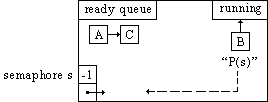 ready queue running
A C B
"P(s)"
semaphore s -1